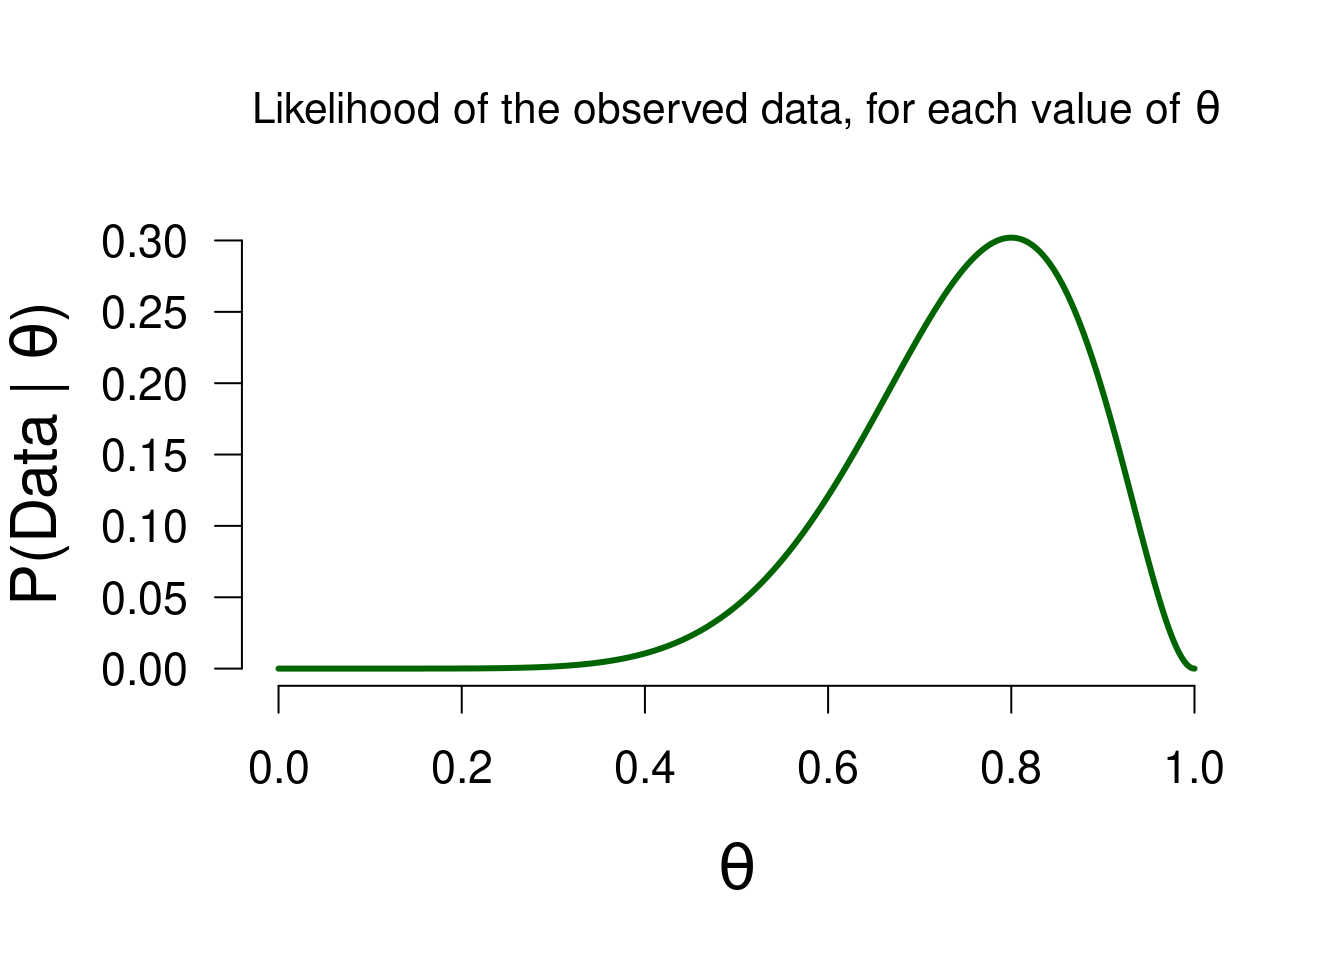 Likelihood of the observed data, for each value of θ
P(Data | θ)
0.30
0.25
0.20
0.15
0.10
0.05
0.00
0.0 0.2 0.4 0.6 0.8 1.0
θ